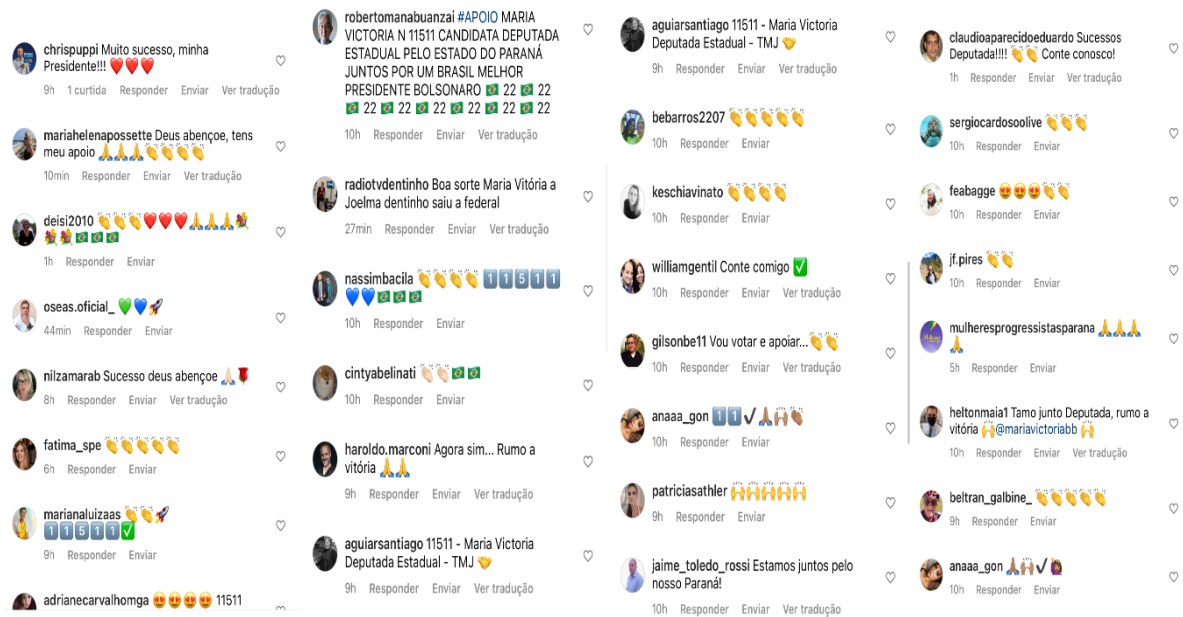 chrispuppi Muito sucesso, minha
Presidente!!! ❤️❤️❤️
9h 1 curtida Responder Enviar Ver tradução
mariahelenapossette Deus abençoe, tens
meu apoio 🙏🙏🙏👏👏👏👏
10min Responder Enviar Ver tradução
deisi2010 👏👏👏❤️❤️❤️🙏🙏🙏💐
💐💐🇧🇷🇧🇷🇧🇷
1h Responder Enviar
oseas.oficial_ 💚💙🚀
44min Responder Enviar
nilzamarab Sucesso deus abençoe 🙏🏻🌹
8h Responder Enviar Ver tradução
fatima_spe 👏👏👏👏👏
6h Responder Enviar
marianaluizaas 👏👏🚀
1️⃣1️⃣5️⃣1️⃣1️⃣✅
9h Responder Enviar
adrianecarvalhomga 😍😍😍😍 11511
robertomanabuanzai #APOIO MARIA
VICTORIA N 11511 CANDIDATA DEPUTADA
ESTADUAL PELO ESTADO DO PARANÁ
JUNTOS POR UM BRASIL MELHOR
PRESIDENTE BOLSONARO 🇧🇷 22 🇧🇷 22
🇧🇷 22 🇧🇷 22 🇧🇷 22 🇧🇷 22 🇧🇷 22 🇧🇷 22
10h Responder Enviar Ver tradução
radiotvdentinho Boa sorte Maria Vitória a
Joelma dentinho saiu a federal
27min Responder Enviar Ver tradução
nassimbacila 👏👏👏👏 1️⃣1️⃣5️⃣1️⃣1️⃣
💙💙🇧🇷🇧🇷🇧🇷
10h Responder Enviar
cintyabelinati 👏🏻👏🏻🇧🇷🇧🇷
10h Responder Enviar
haroldo.marconi Agora sim... Rumo a
vitória 🙏🙏
9h Responder Enviar Ver tradução
aguiarsantiago 11511 - Maria Victoria
Deputada Estadual - TMJ 🤝
9h Responder Enviar Ver tradução
aguiarsantiago 11511 - Maria Victoria
Deputada Estadual - TMJ 🤝
9h Responder Enviar Ver tradução
bebarros2207 👏👏👏👏👏
10h Responder Enviar
keschiavinato 👏👏👏👏
10h Responder Enviar
williamgentil Conte comigo ✅
10h Responder Enviar Ver tradução
gilsonbe11 Vou votar e apoiar...👏👏
10h Responder Enviar Ver tradução
anaaa_gon 1️⃣1️⃣✔️🙏🏽🙌🏽👏🏽
10h Responder Enviar
patriciasathler 🙌🙌🙌🙌🙌
9h Responder Enviar
jaime_toledo_rossi Estamos juntos pelo
nosso Paraná!
10h Responder Enviar Ver tradução
claudioaparecidoeduardo Sucessos
Deputada!!!! 👏👏 Conte conosco!
1h Responder Enviar Ver tradução
sergiocardosoolive 👏👏👏
10h Responder Enviar
feabagge 😍😍😍👏👏
10h Responder Enviar
jf.pires 👏👏
10h Responder Enviar
mulheresprogressistasparana 🙏🙏🙏
🙏
5h Responder Enviar
heltonmaia1 Tamo junto Deputada, rumo a
vitória 🙌@mariavictoriabb 🙌
10h Responder Enviar Ver tradução
beltran_galbine_ 👏👏👏👏👏
9h Responder Enviar
anaaa_gon 🙏🏽🙌🏽✔️🙋🏽‍♀️
10h Responder Enviar